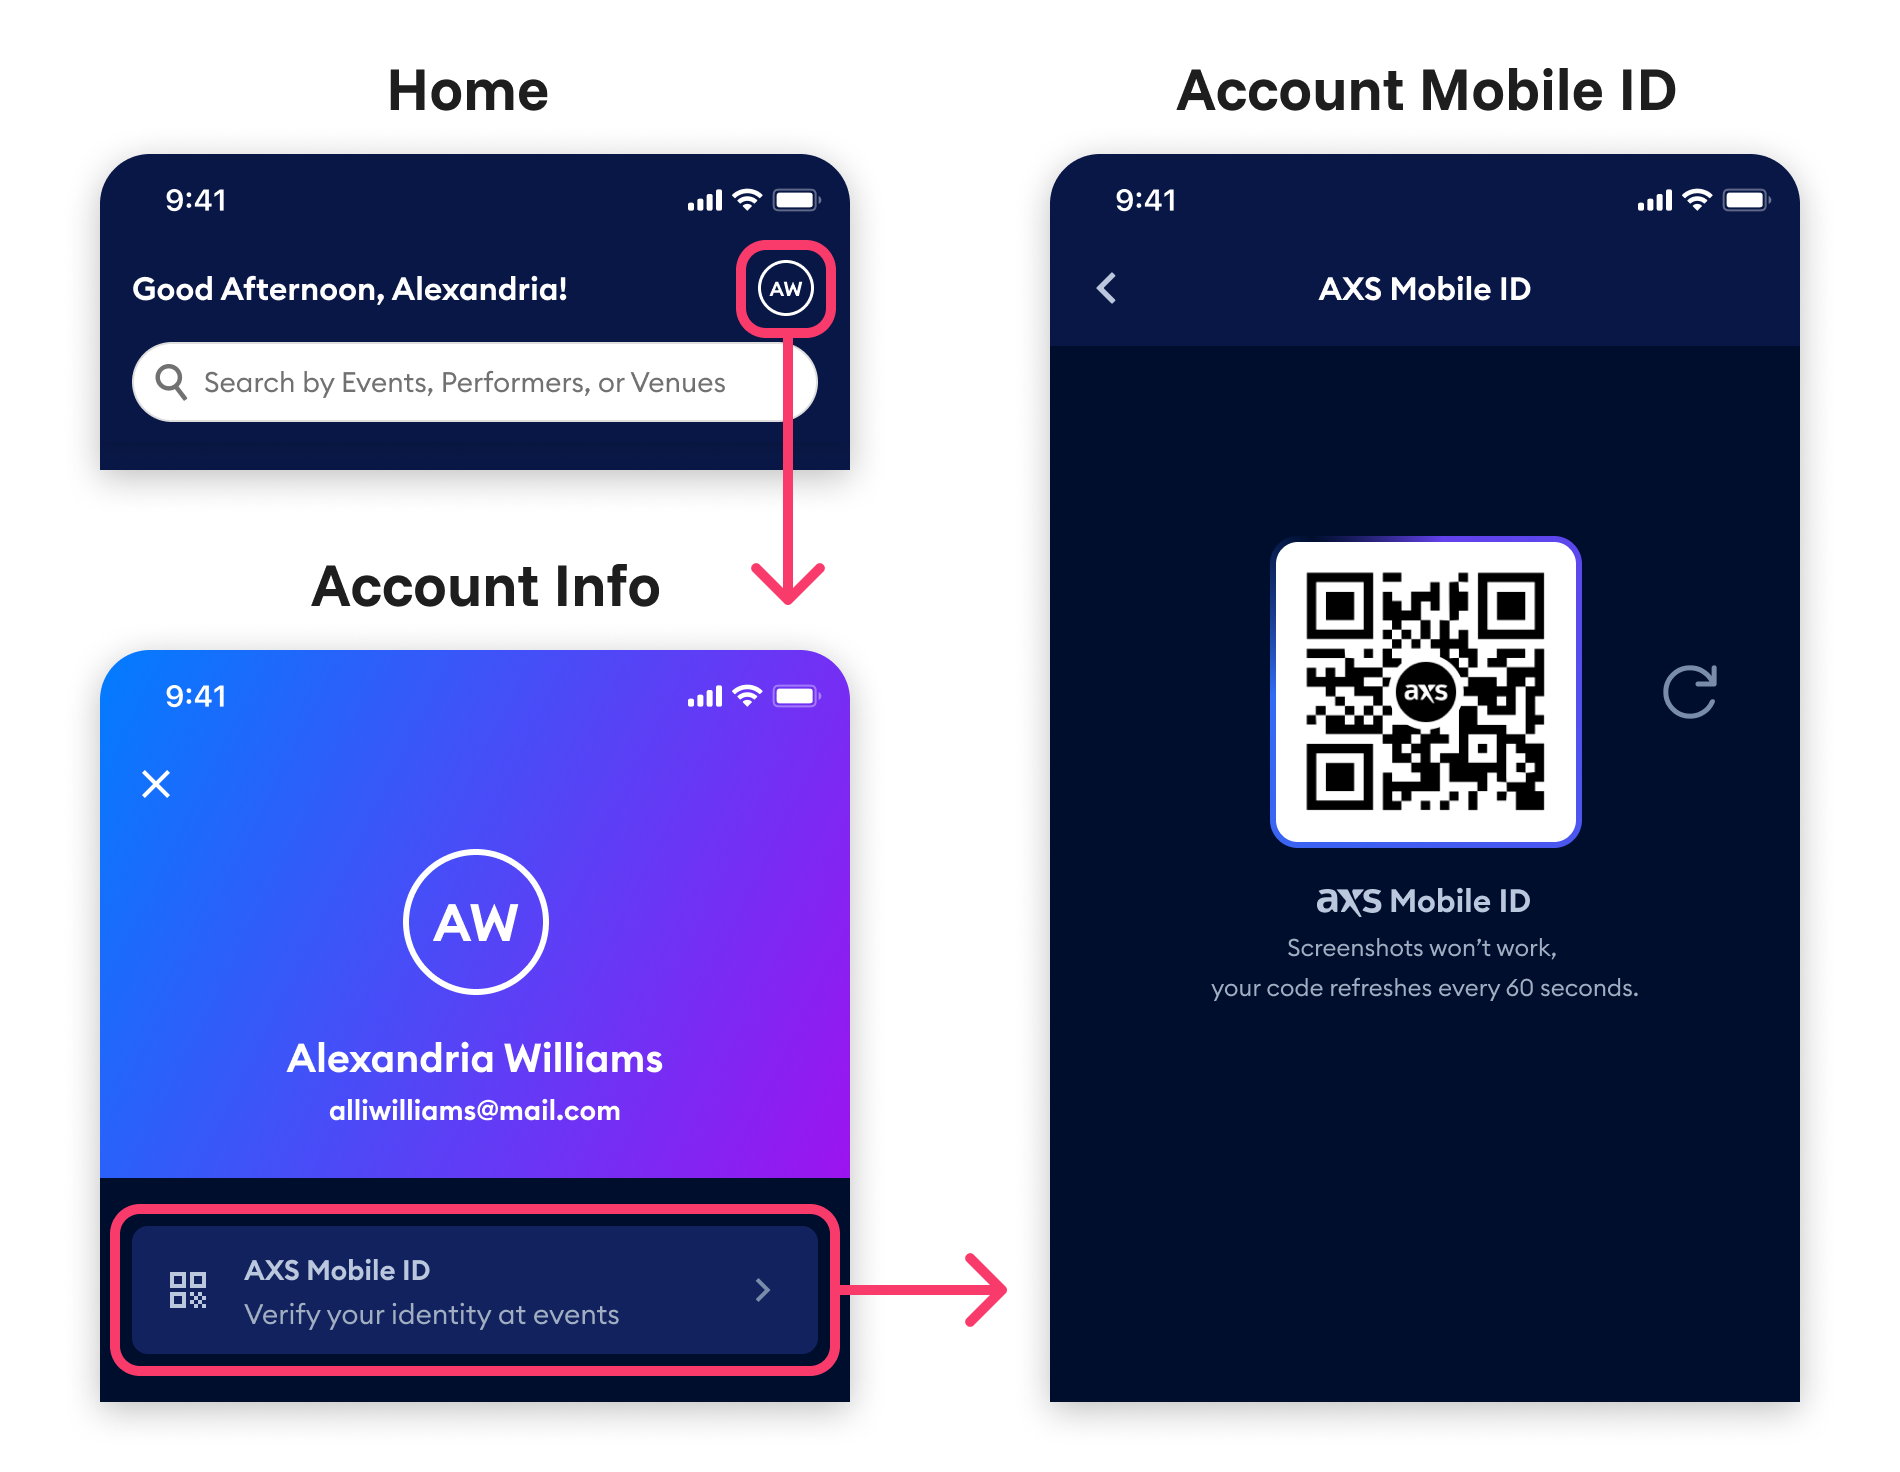 Home
9:41
Good Afternoon, Alexandria!
AW
Search by Events, Performers, or Venues
Account Info
9:41
AW
Alexandria Williams
alliwilliams@mail.com
AXS Mobile ID
Verify your identity at events
Account Mobile ID
9:41
AXS Mobile ID
axs
axs Mobile ID
Screenshots won’t work,
your code refreshes every 60 seconds.